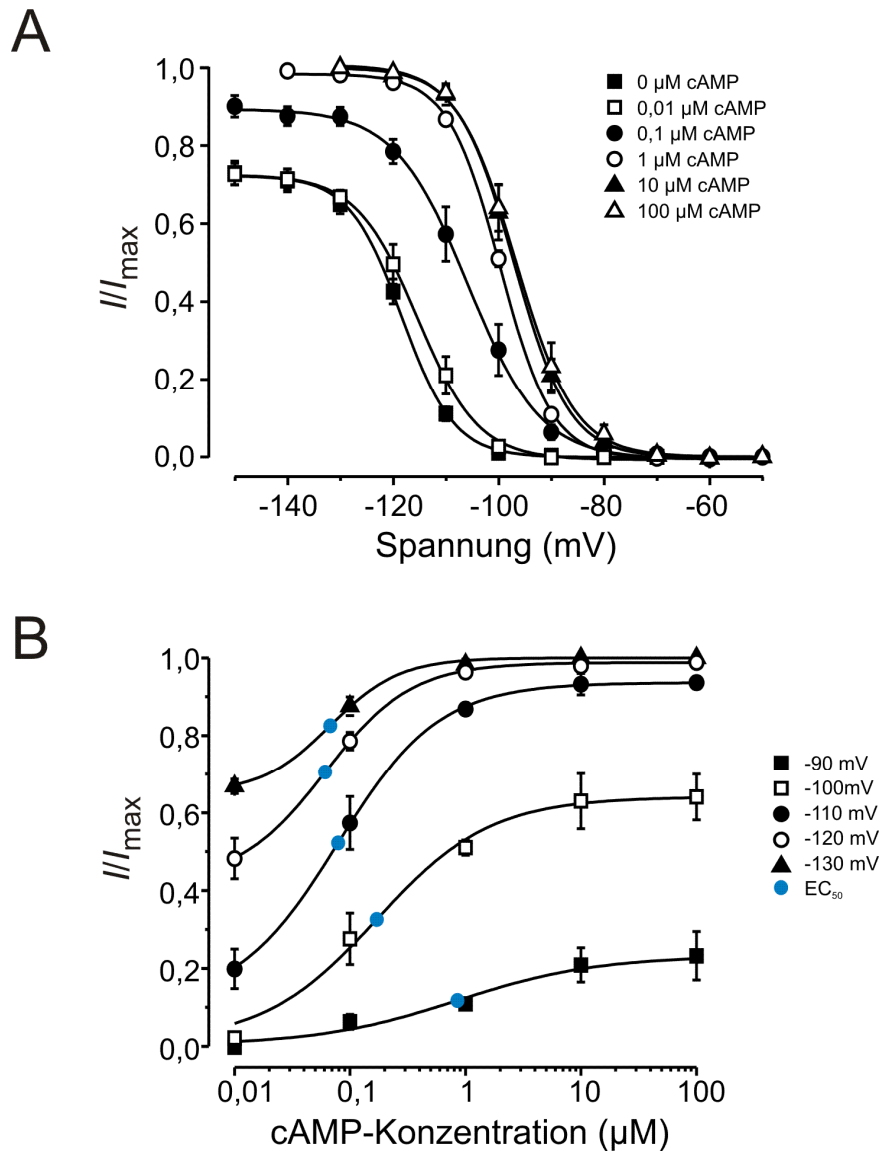 A
1,0
0,8
0,6
0,4
0,2
0,0
I/Imax
-140 -120 -100 -80 -60
Spannung (mV)
0 µM cAMP
0,01 µM cAMP
0,1 µM cAMP
1 µM cAMP
10 µM cAMP
100 µM cAMP
B
1,0
0,8
0,6
0,4
0,2
0,0
I/Imax
0,01 0,1 1 10 100
cAMP-Konzentration (µM)
-90 mV
-100mV
-110 mV
-120 mV
-130 mV
EC50